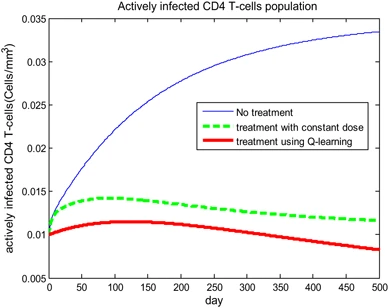 Actively infected CD4 T-cells population
actively infected CD4 T-cells(Cells/mm³)
0.035
0.03
0.025
0.02
0.015
0.01
0.005
No treatment
treatment with constant dose
treatment using Q-learning
0 50 100 150 200 250 300 350 400 450 500
day